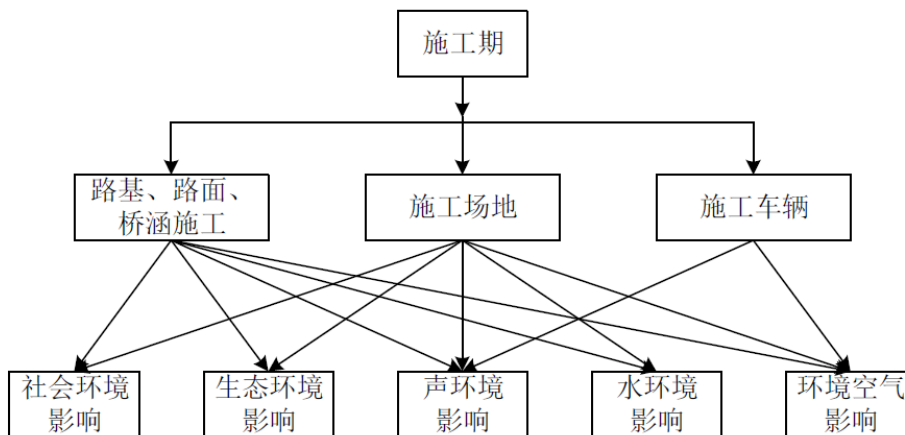 施工期
路基、路面、
桥涵施工
施工场地
施工车辆
社会环境
影响
生态环境
影响
声环境
影响
水环境
影响
环境空气
影响